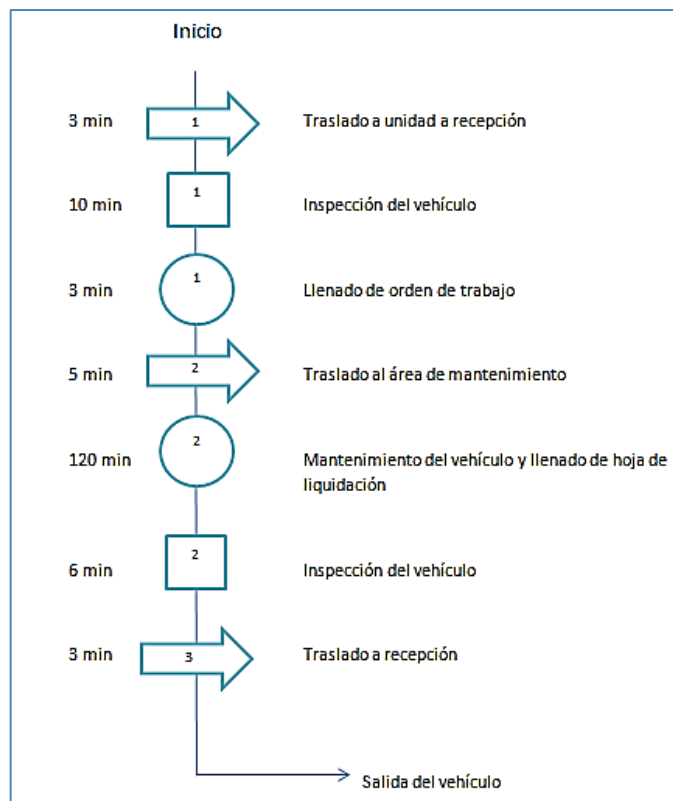 Inicio
3 min 1 Traslado a unidad a recepción
10 min 1 Inspección del vehículo
3 min 1 Llenado de orden de trabajo
5 min 2 Traslado al área de mantenimiento
120 min 2 Mantenimiento del vehículo y llenado de hoja de
liquidación
6 min 2 Inspección del vehículo
3 min 3 Traslado a recepción
Salida del vehículo